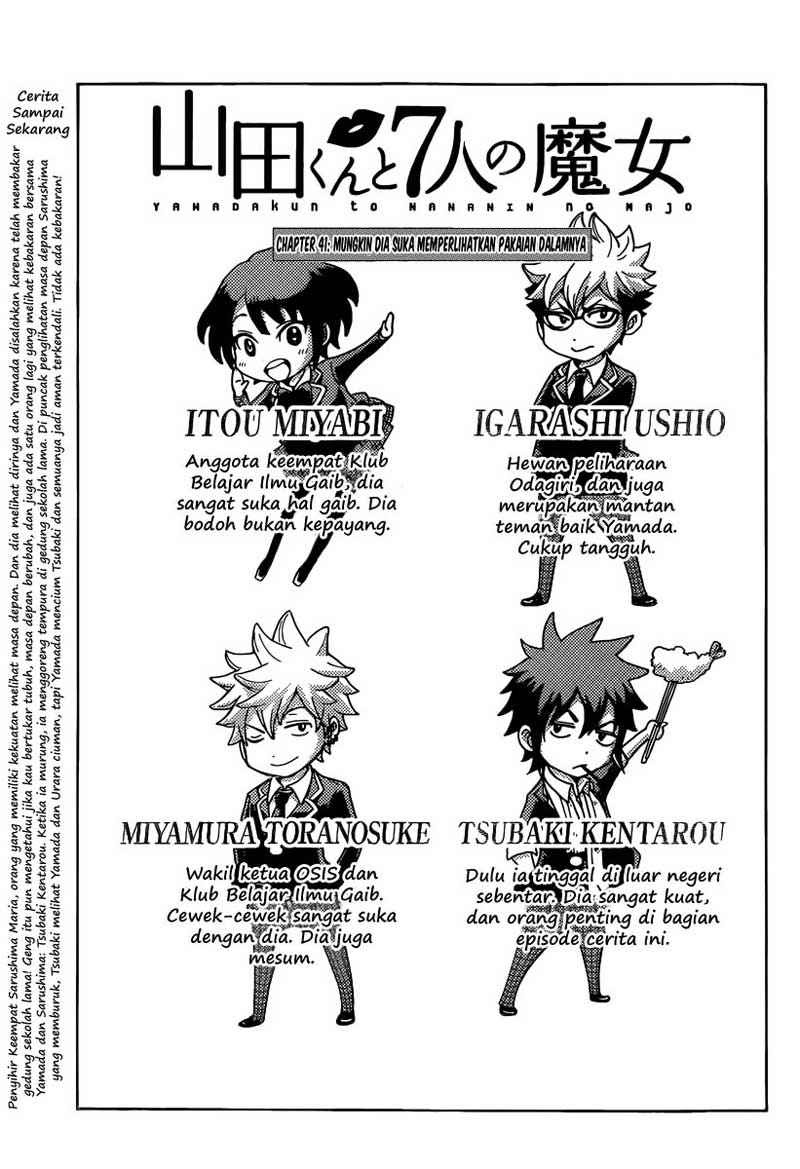 Cerita
Sampai
Sekarang
Penyihir Keempat Sarushima Maria, orang yang memiliki kekuatan melihat masa depan. Dan dia melihat dirinya dan Yamada disalahkan karena telah membakar
gedung sekolah lama! Geng itu pun mengetahui jika kau bertukar tubuh, masa depan berubah, dan juga ada satu orang lagi yang melihat kebakaran bersama
Yamada dan Sarushima: Tsubaki Kentarou. Ketika ia murung, ia menggoreng tempura di gedung sekolah lama. Di puncak penglihatan masa depan Sarushima
yang memburuk, Tsubaki melihat Yamada dan Urara ciuman, tapi Yamada mencium Tsubaki dan semuanya jadi aman terkendali. Tidak ada kebakaran!
山田くんと7人の魔女
YAMADAKUN TO NANANIN NO MAJO
CHAPTER 41: MUNGKIN DIA SUKA MEMPERLIHATKAN PAKAIAN DALAMNYA
ITOU MIYABI
Anggota keempat Klub
Belajar Ilmu Gaib, dia
sangat suka hal gaib. Dia
bodoh bukan kepayang.
IGARASHI USHIO
Hewan peliharaan
Odagiri, dan juga
merupakan mantan
teman baik Yamada.
Cukup tangguh.
MIYAMURA TORANOSUKE
Wakil ketua OSIS dan
Klub Belajar Ilmu Gaib.
Cewek-cewek sangat suka
dengan dia. Dia juga
mesum.
TSUBAKI KENTAROU
Dulu ia tinggal di luar negeri
sebentar. Dia sangat kuat,
dan orang penting di bagian
episode cerita ini.